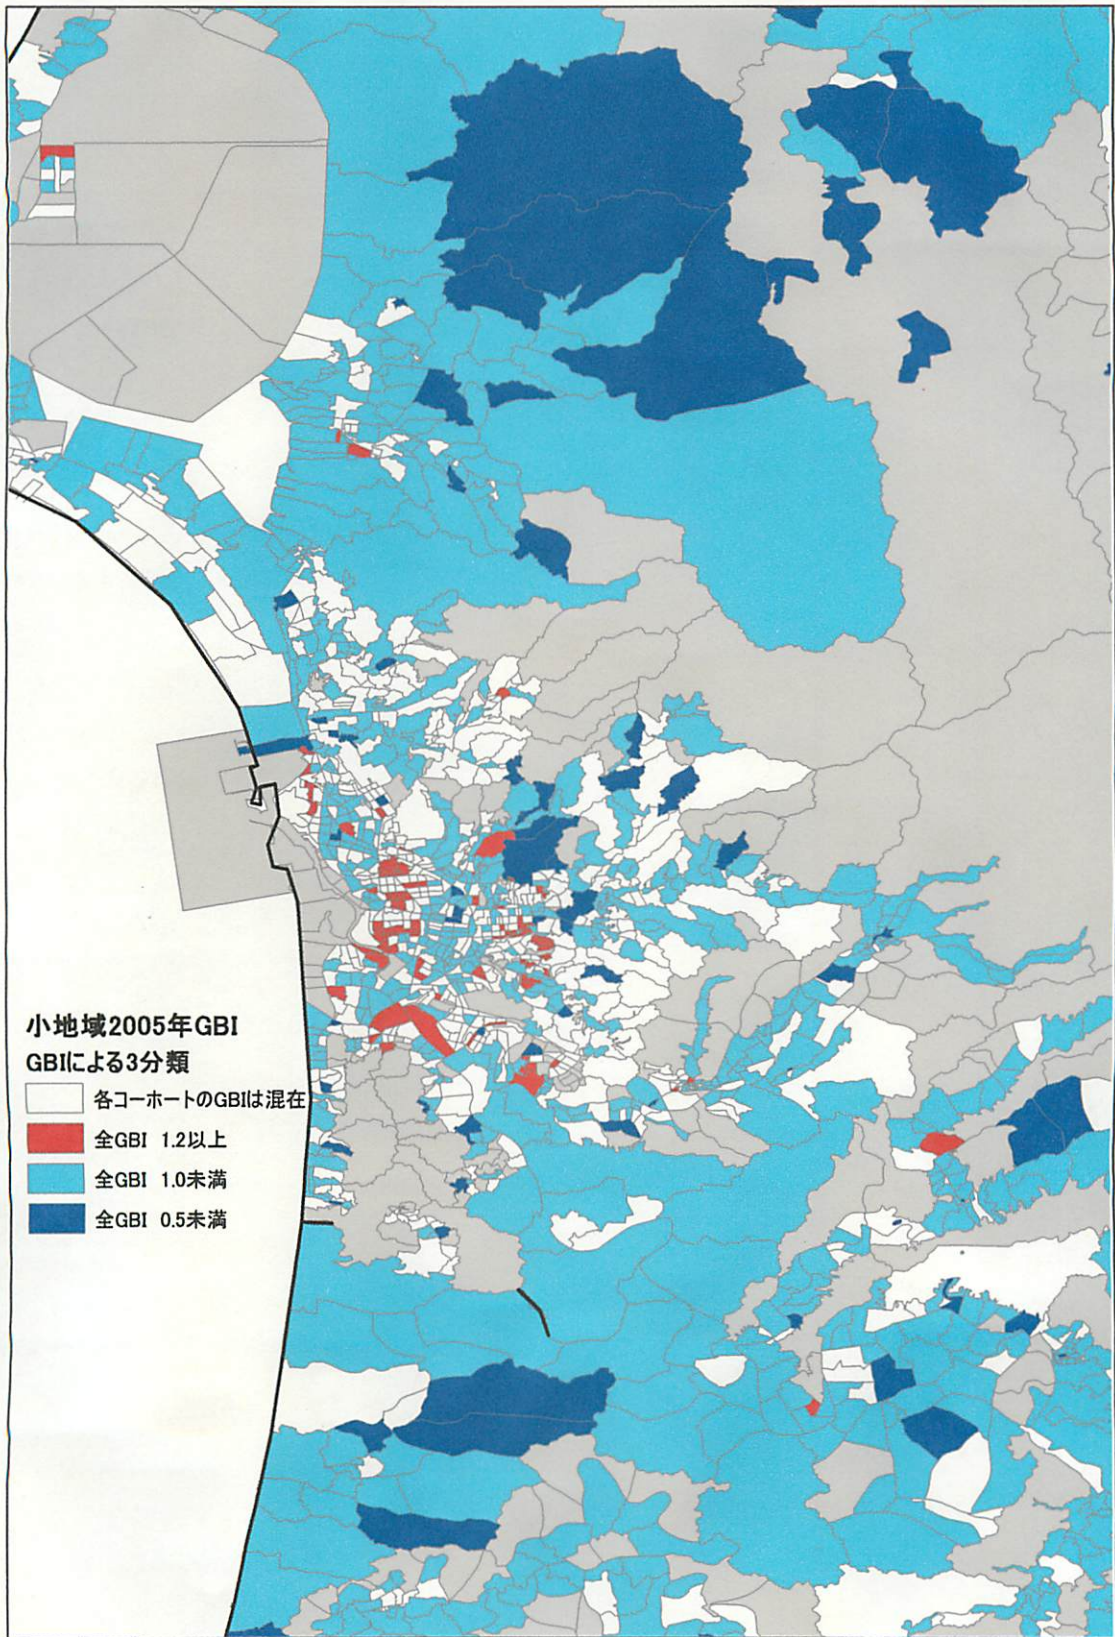 小地域2005年GBI
GBIによる3分類
各コーホートのGBIは混在
全GBI 1.2以上
全GBI 1.0未満
全GBI 0.5未満